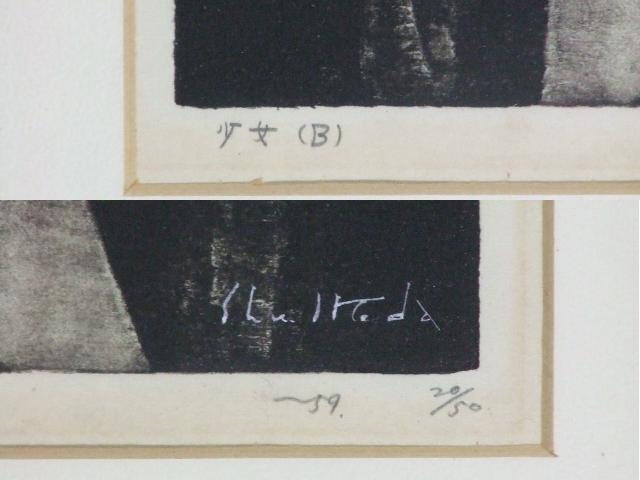 少女 (B)
Shu Ikeda
—59.
20/50